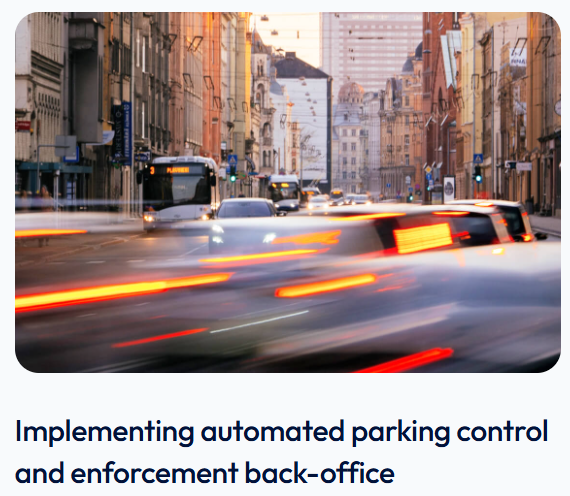 Implementing automated parking control
and enforcement back-office